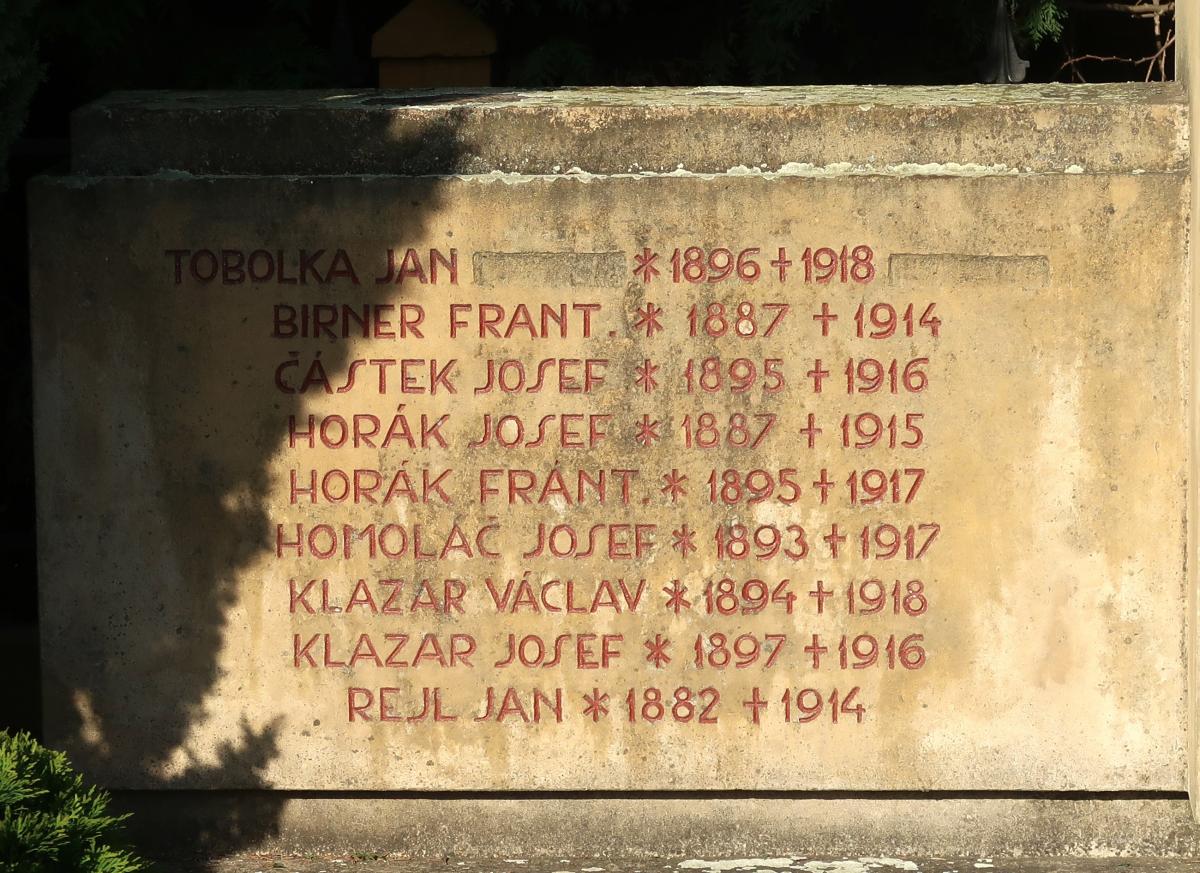 TOBOLKA JAN * 1896 + 1918
BIRNER FRANT. * 1887 + 1914
ČÁSTEK JOSEF * 1895 + 1916
HORÁK JOSEF * 1887 + 1915
HORÁK FRANT. * 1895 + 1917
HOMOLÁČ JOSEF * 1893 + 1917
KLAZAR VÁCLAV * 1894 + 1918
KLAZAR JOSEF * 1897 + 1916
REJL JAN * 1882 + 1914